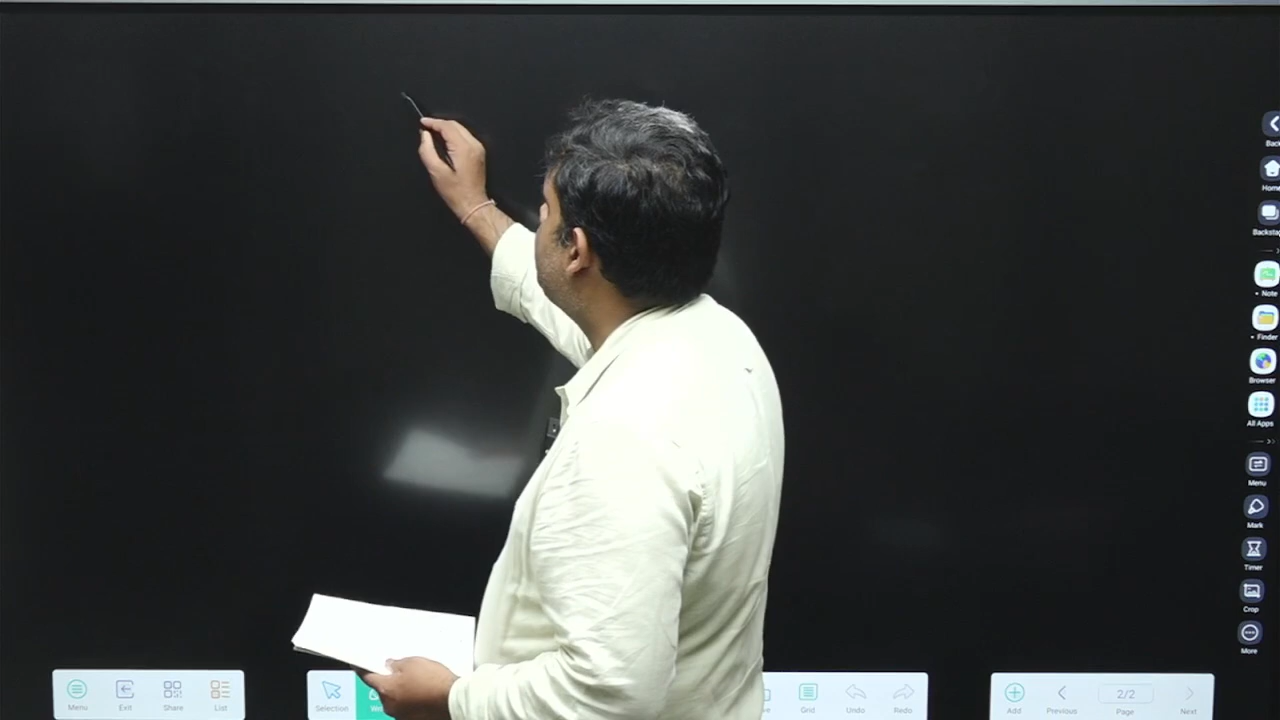 Back
Home
Note
Finder
Browser
All Apps
Menu
Mark
Timer
Crop
More
Menu
Exit
Share
List
Selection
Grid
Undo
Redo
Add
Previous
2/2
Page
Next